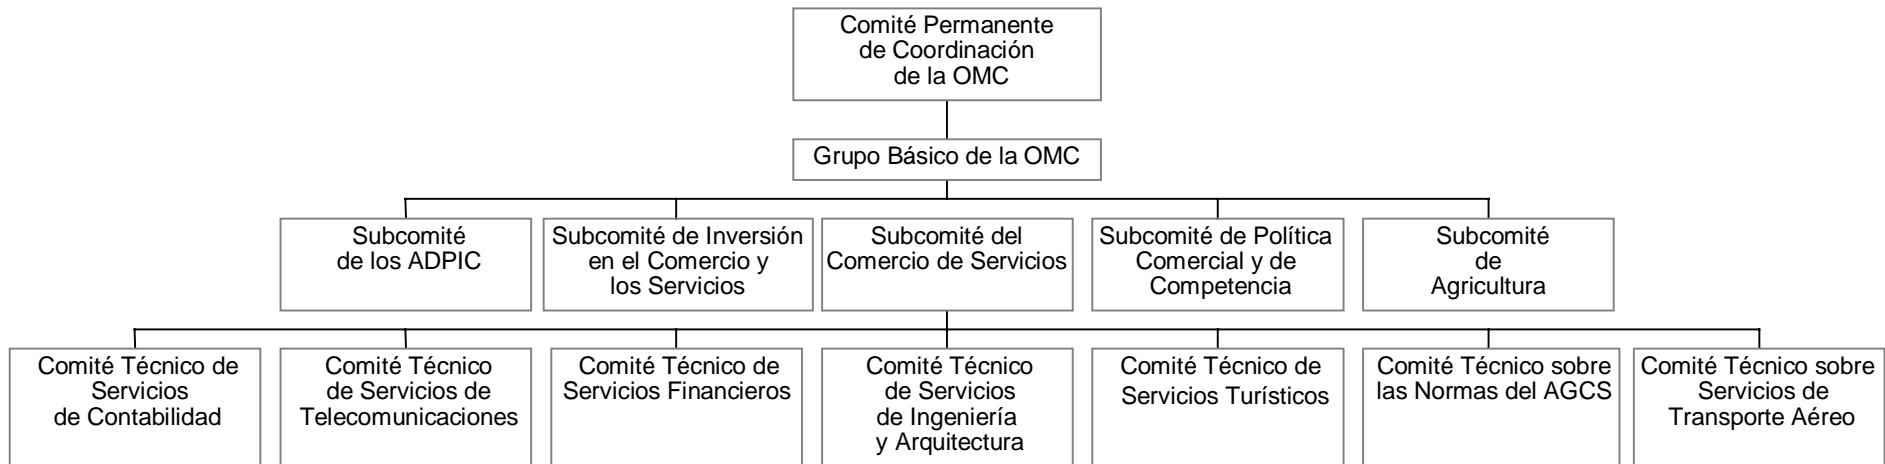 Comité Permanente
de Coordinación
de la OMC
Grupo Básico de la OMC
Subcomité
de los ADPIC
Subcomité de Inversión
en el Comercio y
los Servicios
Subcomité del
Comercio de Servicios
Subcomité de Política
Comercial y de
Competencia
Subcomité
de
Agricultura
Comité Técnico de
Servicios
de Contabilidad
Comité Técnico
de Servicios de
Telecomunicaciones
Comité Técnico de
Servicios Financieros
Comité Técnico
de Servicios
de Ingeniería
y Arquitectura
Comité Técnico de
Servicios Turísticos
Comité Técnico sobre
las Normas del AGCS
Comité Técnico sobre
Servicios de
Transporte Aéreo